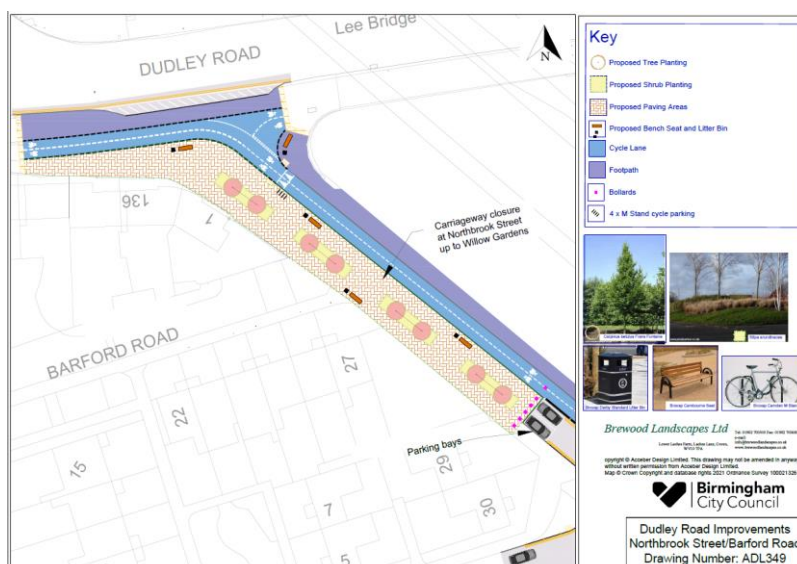 Lee Bridge
DUDLEY ROAD
N
136
1
Carriageway closure
at Northbrook Street
up to Willow Gardens
BARFORD ROAD
27
22
15
Parking bays
29
30
7
5
Key
Proposed Tree Planting
Proposed Shrub Planting
Proposed Paving Areas
Proposed Bench Seat and Litter Bin
Cycle Lane
Footpath
Bollards
4 x M Stand cycle parking
Brewood Landscapes Ltd
copyright © Acceber Design Limited. This drawing may not be amended in anyway
without written permission from Acceber Design Limited.
Map © Crown Copyright and database rights 2021 Ordnance Survey
Birmingham
City Council
Dudley Road Improvements
Northbrook Street/Barford Road
Drawing Number: ADL349